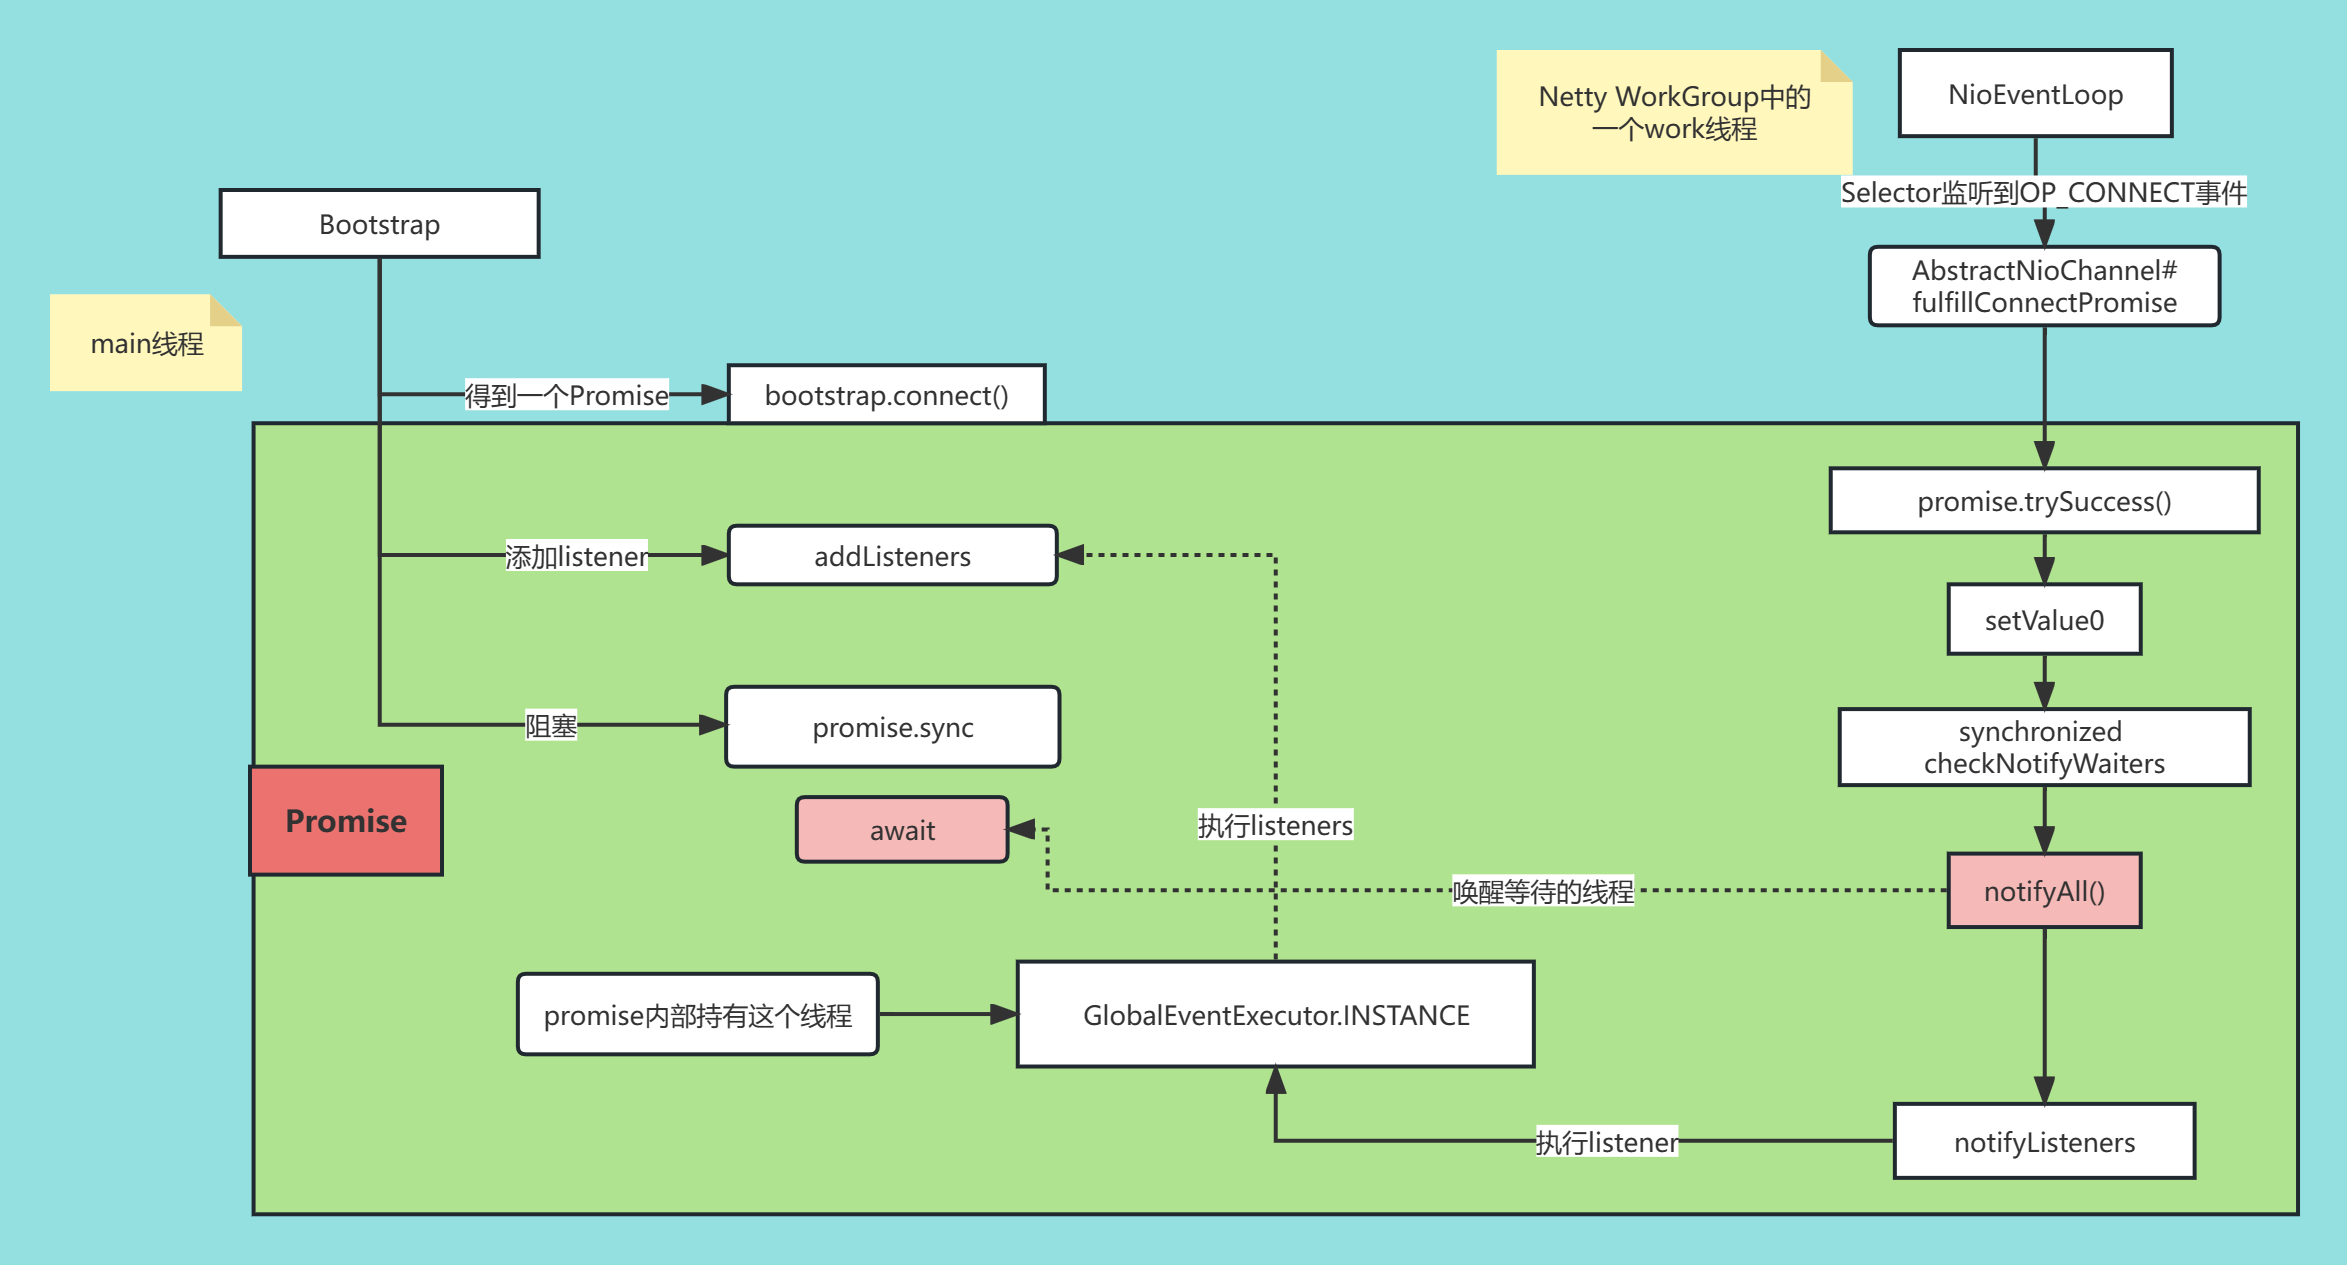 Netty WorkGroup中的
一个work线程
NioEventLoop
Selector监听到OP_CONNECT事件
Bootstrap
AbstractNioChannel#
fulfillConnectPromise
main线程
得到一个Promise
bootstrap.connect()
promise.trySuccess()
添加listener
addListeners
setValue0
阻塞
promise.sync
synchronized
checkNotifyWaiters
Promise
await
执行listeners
唤醒等待的线程
notifyAll()
promise内部持有这个线程
GlobalEventExecutor.INSTANCE
执行listener
notifyListeners